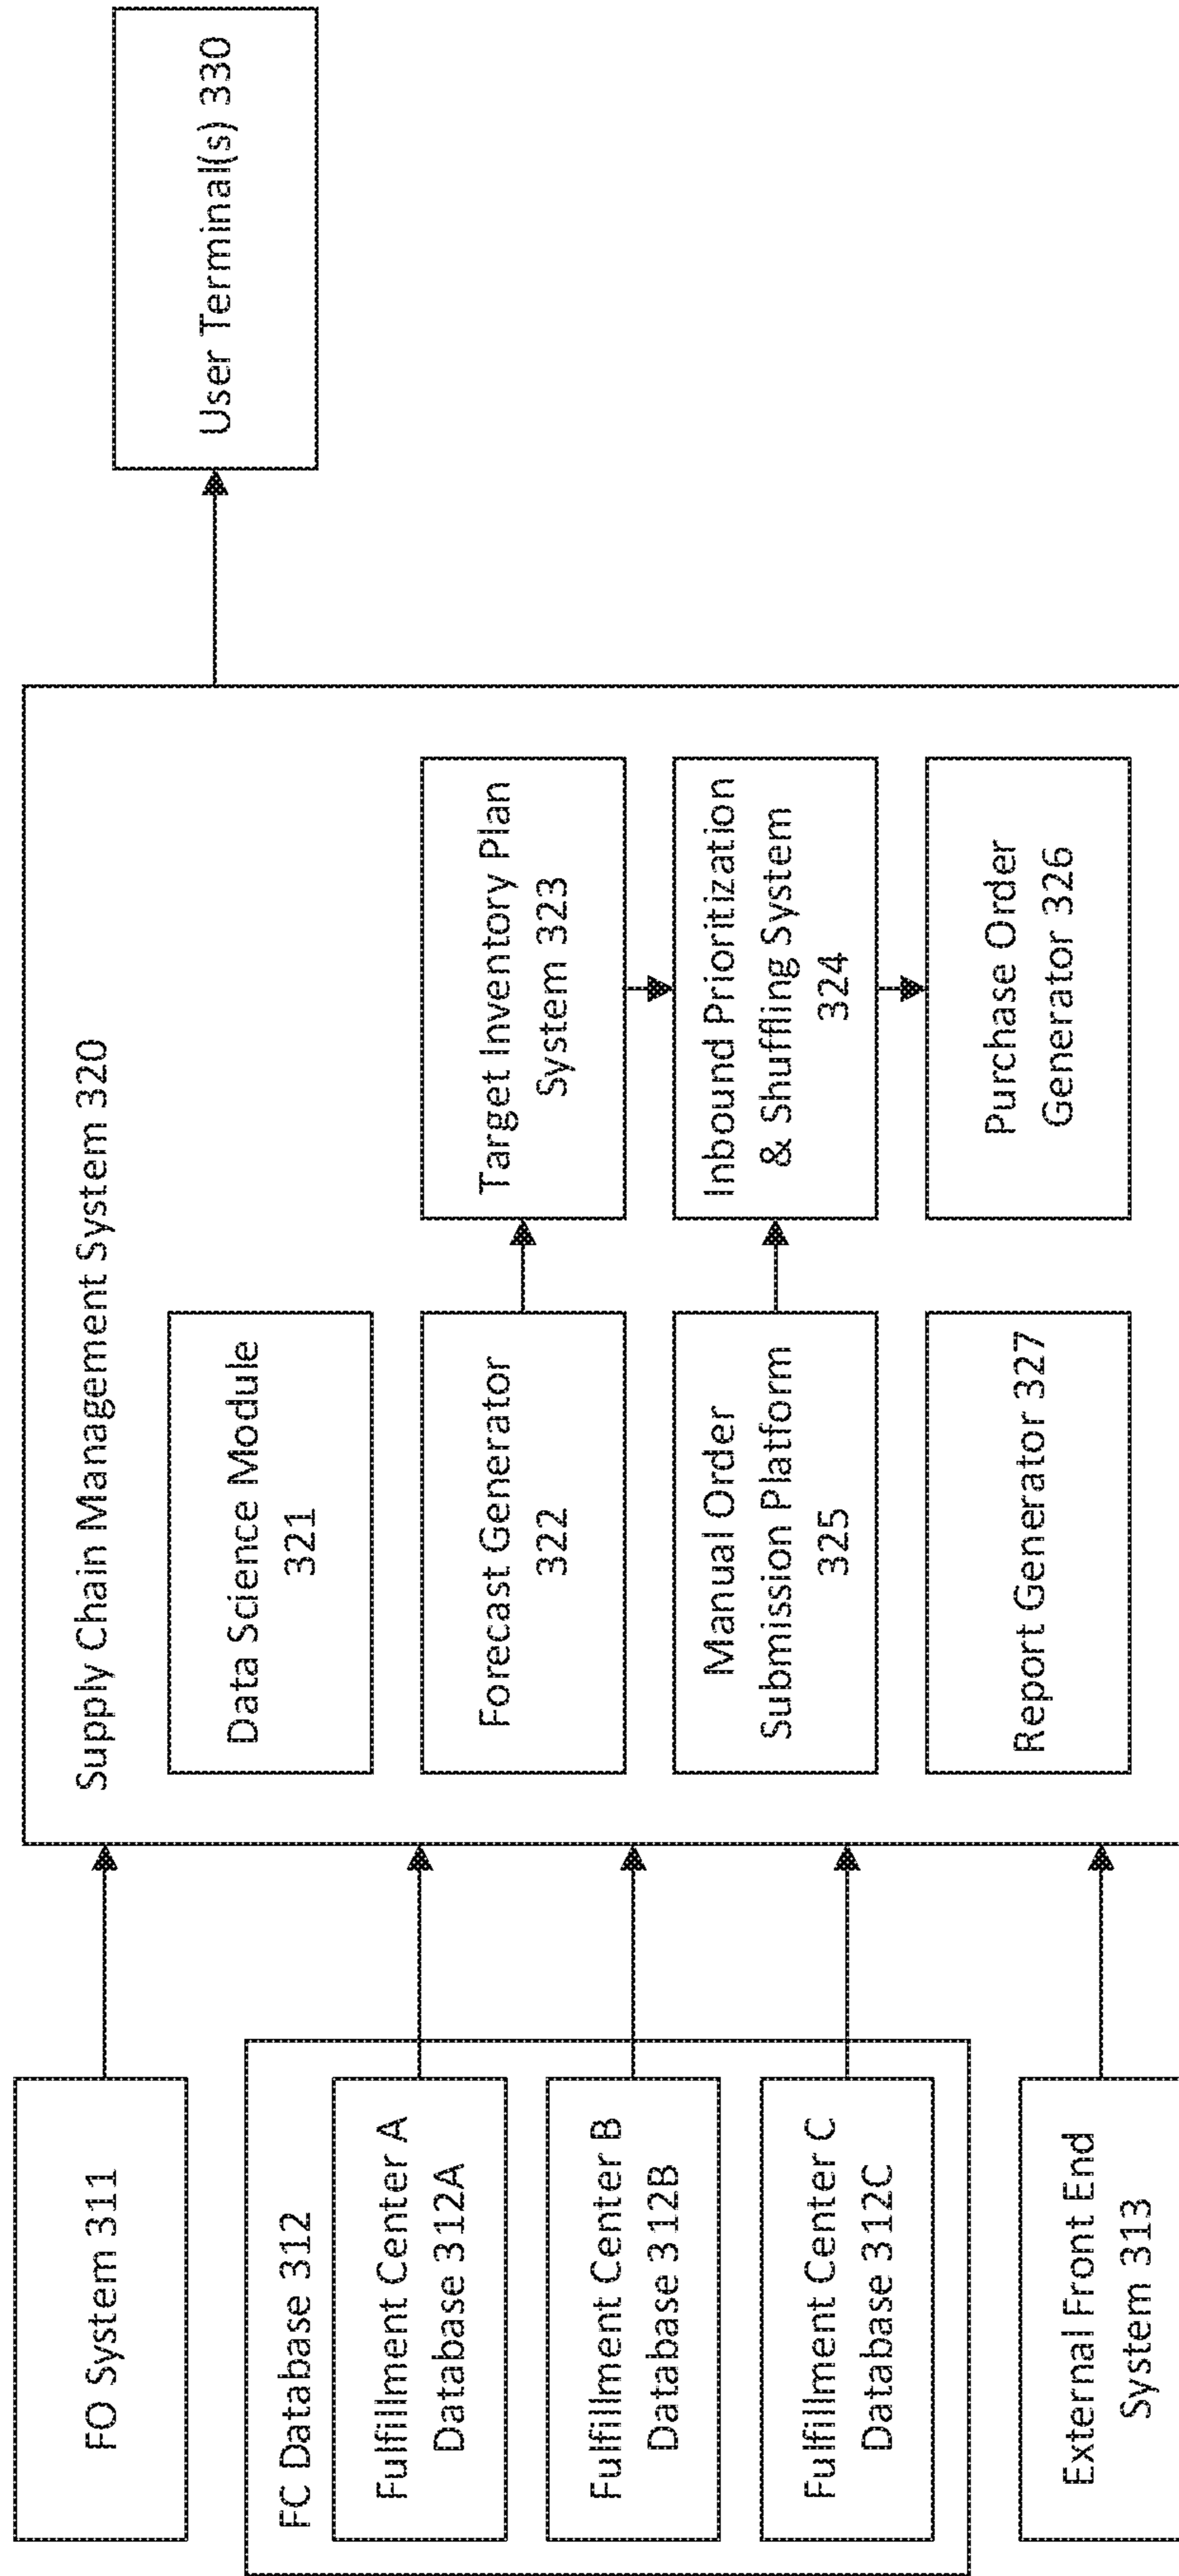 FO System 311
FC Database 312
Fulfillment Center A
Database 312A
Fulfillment Center B
Database 312B
Fulfillment Center C
Database 312C
External Front End
System 313
Supply Chain Management System 320
Data Science Module
321
Forecast Generator
322
Manual Order
Submission Platform
325
Report Generator 327
Target Inventory Plan
System 323
Inbound Prioritization
& Shuffling System
324
Purchase Order
Generator 326
User Terminal(s) 330